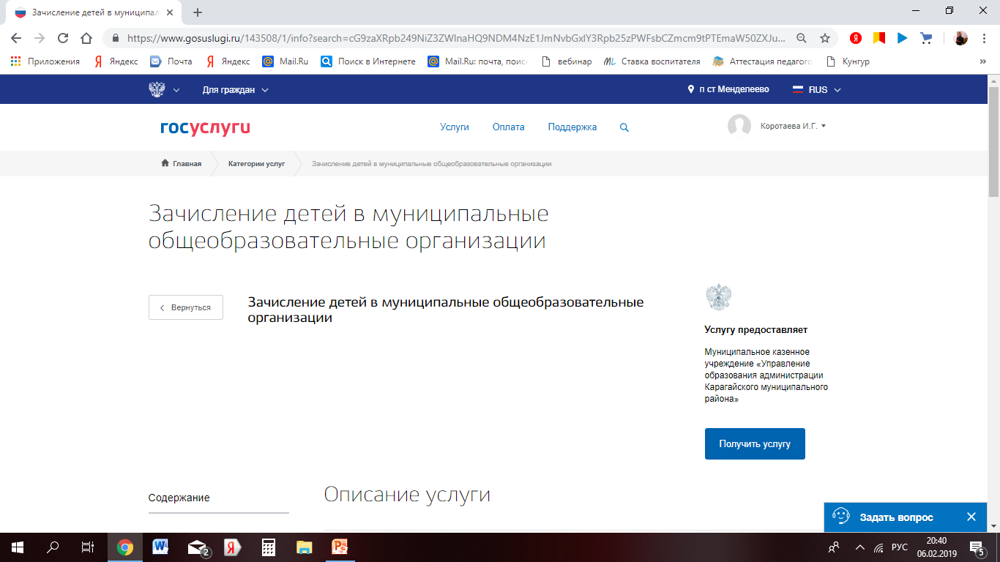 Зачисление детей в муниципал
https://www.gosuslugi.ru/143508/1/info?search=cG9zaXRpb249NiZ3ZWlnaHQ9NDM4NzE1JmNvbGxlY3Rpb25zPWFsbCZmcm9tPTEmaW50ZXJu...
Приложения
Яндекс
Почта
Яндекс
Mail.Ru
Поиск в Интернете
Mail.Ru: почта, поис
вебинар
Ставка воспитателя
Аттестация педагого
Кунгур
»
Для граждан
п ст Менделеево
RUS
госуслуги
Услуги
Оплата
Поддержка
Коротаева И.Г.
Главная
Категории услуг
Зачисление детей в муниципальные общеобразовательные организации
Зачисление детей в муниципальные
общеобразовательные организации
Вернуться
Зачисление детей в муниципальные общеобразовательные
организации
Услугу предоставляет
Муниципальное казенное
учреждение «Управление
образования администрации
Карагайского муниципального
района»
Получить услугу
Содержание
Описание услуги
Задать вопрос
2
РУС
20:40
06.02.2019
5